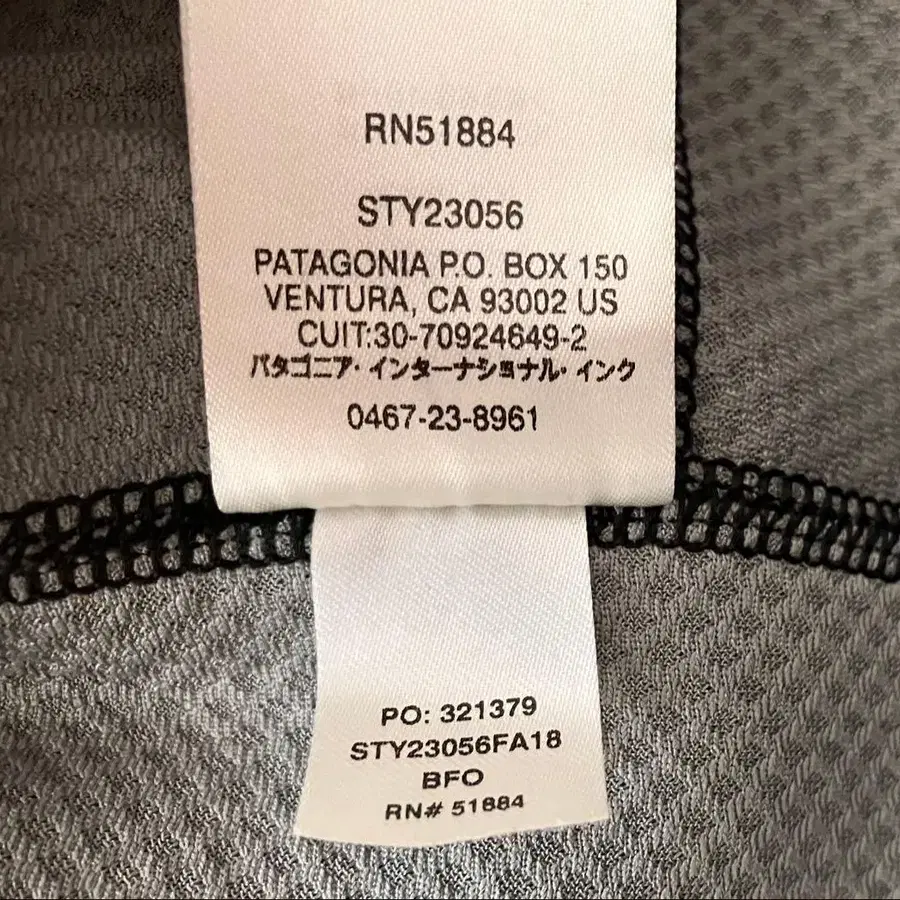 RN51884
STY23056
PATAGONIA P.O. BOX 150
VENTURA, CA 93002 US
CUIT:30-70924649-2
パタゴニア・インターナショナル・インク
0467-23-8961
PO: 321379
STY23056FA18
BFO
RN# 51884